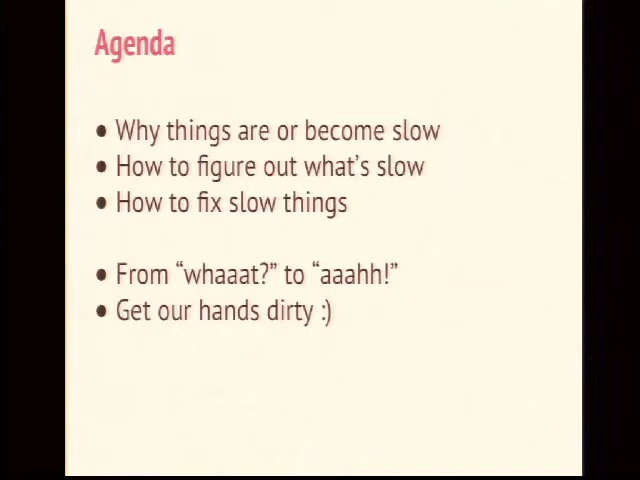 Agenda
• Why things are or become slow
• How to figure out what's slow
• How to fix slow things
• From “whaaat?” to “aaahh!”
• Get our hands dirty :)